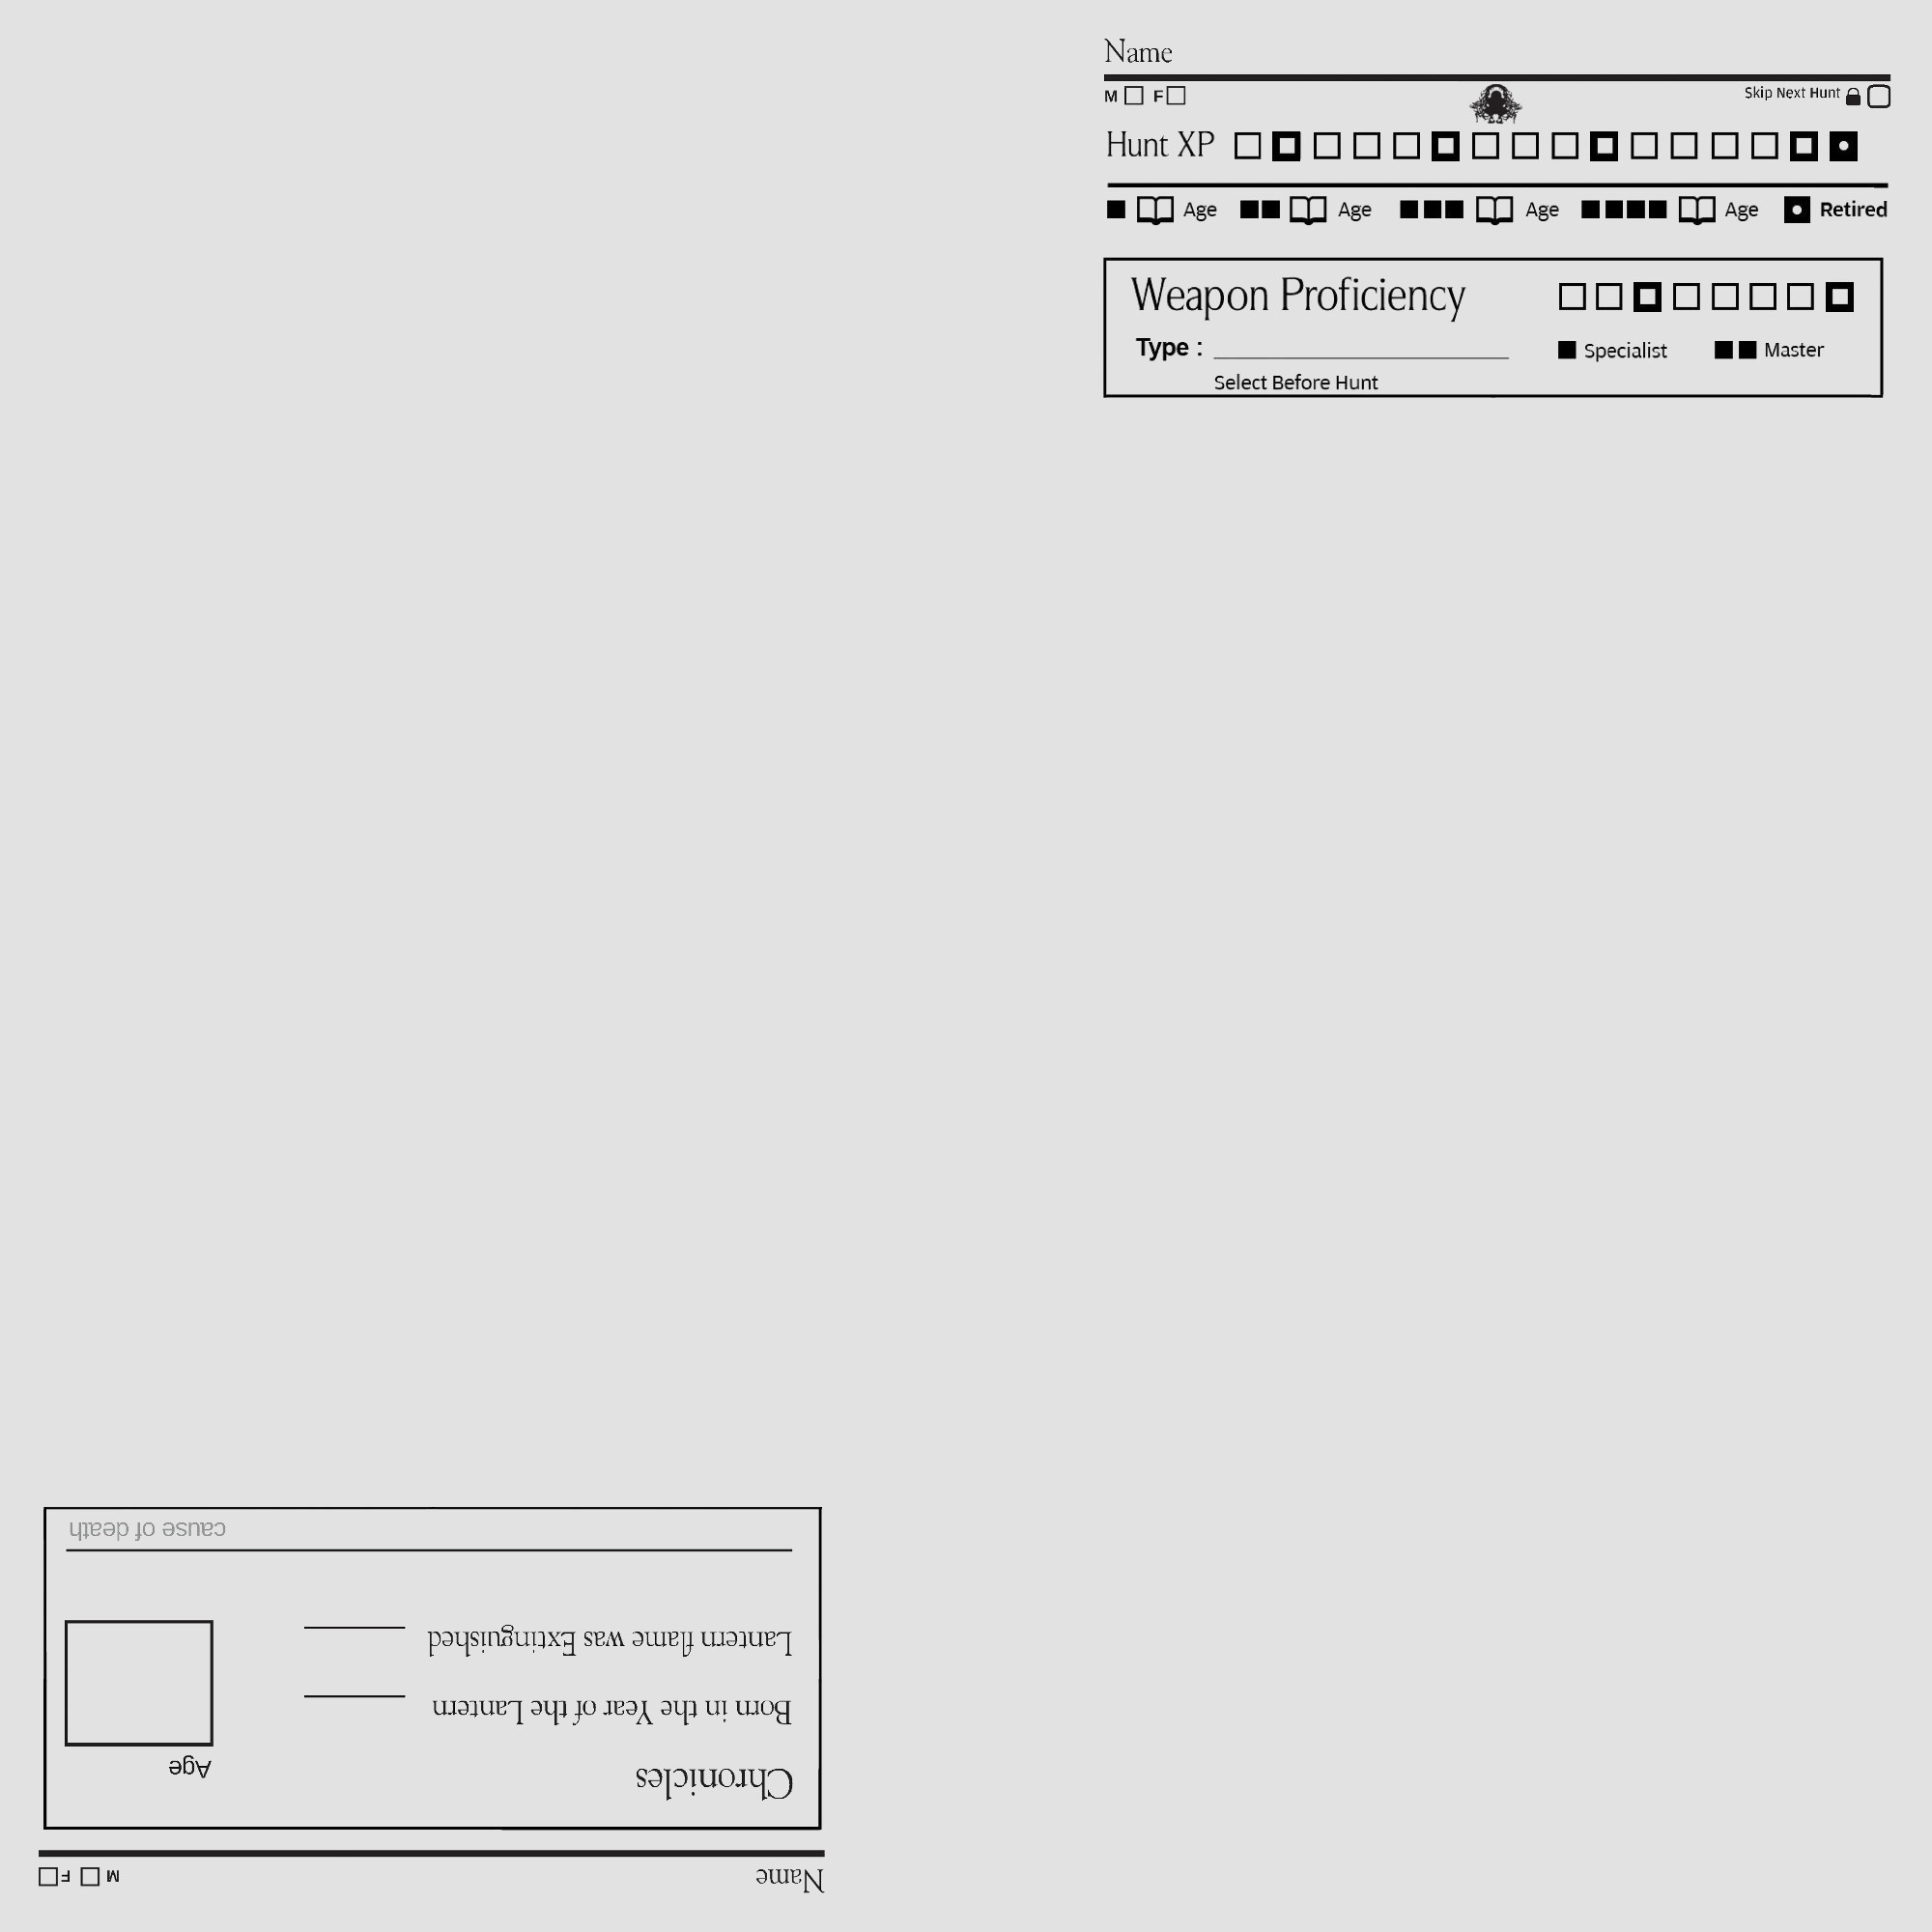 Name
M F Skip Next Hunt
Hunt XP
Age Age Age Age Retired
Weapon Proficiency
Type : Specialist Master
Select Before Hunt
Name M F
Chronicles
Age
Born in the Year of the Lantern
Lantern flame was Extinguished
cause of death